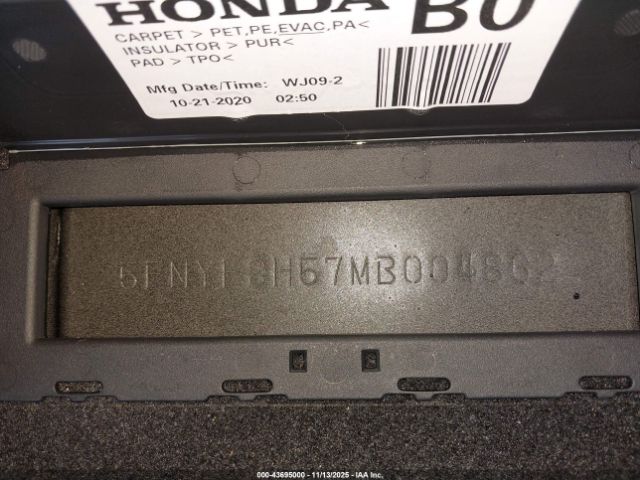 HONDA B0
CARPET > PET,PE,EVAC,PA<
INSULATOR > PUR<
PAD > TPO<
Mfg Date/Time: WJ09-2
10-21-2020 02:50
5FNYF8H57MB004862
000-43695000 - 11/13/2025 - IAA Inc.